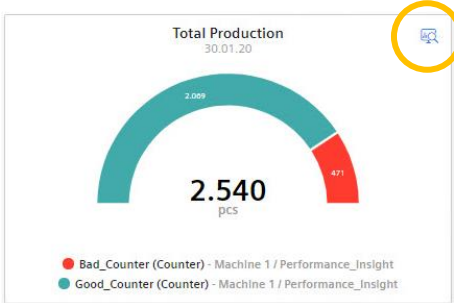 Total Production
30.01.20
2.069
471
2.540
pcs
Bad_Counter (Counter) - Machine 1 / Performance_Insight
Good_Counter (Counter) - Machine 1 / Performance_Insight